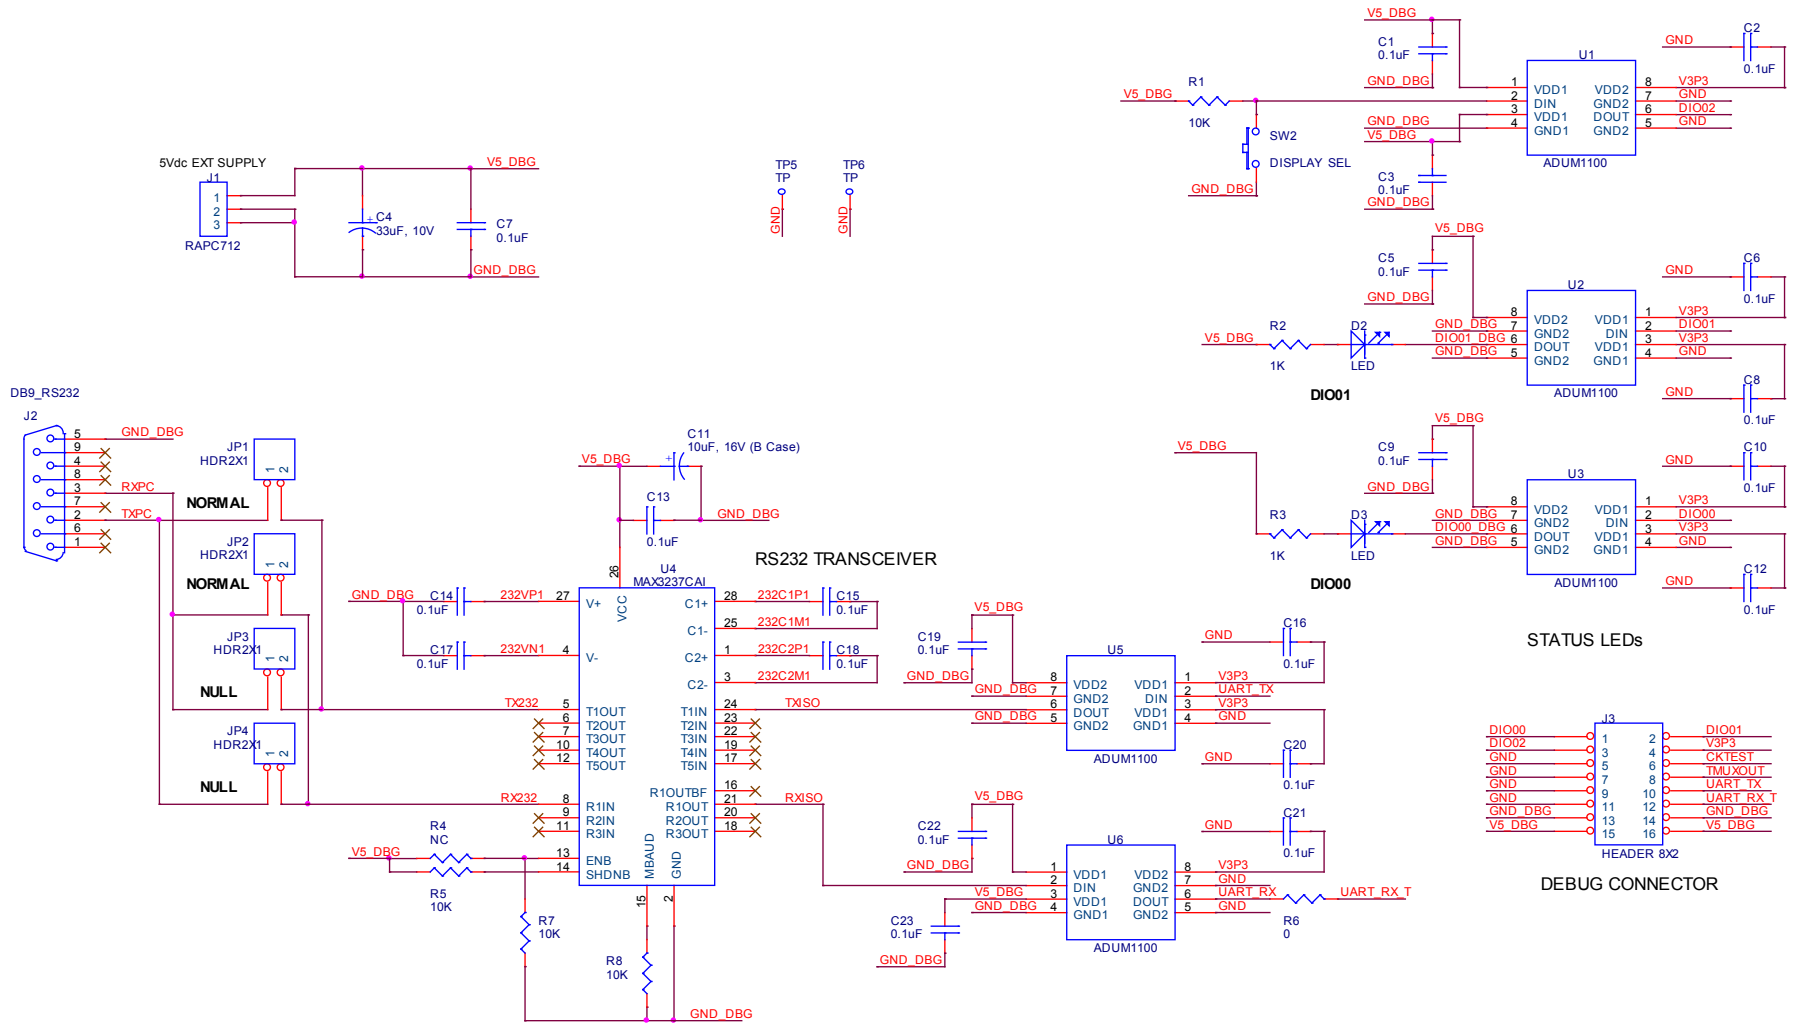 5Vdc EXT SUPPLY
J1
1
2
3
RAPC712
V5_DBG
C4
+
33uF, 10V
C7
0.1uF
GND_DBG
TP5
TP
GND
TP6
TP
GND
V5_DBG
R1
10K
SW2
DISPLAY SEL
GND_DBG
V5_DBG
C1
0.1uF
GND_DBG
GND_DBG
V5_DBG
C3
0.1uF
GND_DBG
U1
1
2
3
4
VDD1
DIN
VDD1
GND1
VDD2
GND2
DOUT
GND2
8
7
6
5
V3P3
GND
DIO02
GND
ADUM1100
GND
C2
0.1uF
V5_DBG
C5
0.1uF
GND_DBG
V5_DBG
R2
1K
D2
LED
DIO01
GND_DBG
DIO01_DBG
GND_DBG
U2
8
7
6
5
VDD2
GND2
DOUT
GND2
VDD1
DIN
VDD1
GND1
1
2
3
4
V3P3
DIO01
V3P3
GND
ADUM1100
GND
C6
0.1uF
GND
C8
0.1uF
V5_DBG
C9
0.1uF
GND_DBG
V5_DBG
R3
1K
D3
LED
DIO00
GND_DBG
DIO00_DBG
GND_DBG
U3
8
7
6
5
VDD2
GND2
DOUT
GND2
VDD1
DIN
VDD1
GND1
1
2
3
4
V3P3
DIO00
V3P3
GND
ADUM1100
GND
C10
0.1uF
GND
C12
0.1uF
STATUS LEDs
DB9_RS232
J2
5
9
4
8
3
7
2
6
1
GND_DBG
RXPC
TXPC
JP1
HDR2X1
1
2
NORMAL
JP2
HDR2X1
1
2
NORMAL
JP3
HDR2X1
1
2
NULL
JP4
HDR2X1
1
2
NULL
V5_DBG
C11
10uF, 16V (B Case)
+
C13
0.1uF
GND_DBG
RS232 TRANSCEIVER
U4
MAX3237CAI
26
VCC
GND_DBG
C14
0.1uF
232VP1
27
V+
C17
0.1uF
232VN1
4
V-
TX232
5
6
7
10
12
T1OUT
T2OUT
T3OUT
T4OUT
T5OUT
RX232
8
9
11
R1IN
R2IN
R3IN
13
14
ENB
SHDNB
MBAUD
GND
15
2
C1+
C1-
C2+
C2-
28
25
1
3
232C1P1
232C1M1
232C2P1
232C2M1
C15
0.1uF
C18
0.1uF
T1IN
T2IN
T3IN
T4IN
T5IN
24
23
22
19
17
TXISO
R1OUTBF
R1OUT
R2OUT
R3OUT
16
21
20
18
RXISO
V5_DBG
R4
NC
R5
10K
R7
10K
R8
10K
GND_DBG
V5_DBG
C19
0.1uF
GND_DBG
GND_DBG
GND_DBG
U5
8
7
6
5
VDD2
GND2
DOUT
GND2
VDD1
DIN
VDD1
GND1
1
2
3
4
V3P3
UART_TX
V3P3
GND
ADUM1100
GND
C16
0.1uF
GND
C20
0.1uF
V5_DBG
C22
0.1uF
GND_DBG
V5_DBG
GND_DBG
C23
0.1uF
GND_DBG
U6
1
2
3
4
VDD1
DIN
VDD1
GND1
VDD2
GND2
DOUT
GND2
8
7
6
5
V3P3
GND
UART_RX
GND
ADUM1100
GND
C21
0.1uF
R6
0
UART_RX_T
J3
DIO00
DIO02
GND
GND
GND
GND
GND_DBG
V5_DBG
1
3
5
7
9
11
13
15
2
4
6
8
10
12
14
16
DIO01
V3P3
CKTEST
TMUXOUT
UART_TX
UART_RX_T
GND_DBG
V5_DBG
HEADER 8X2
DEBUG CONNECTOR